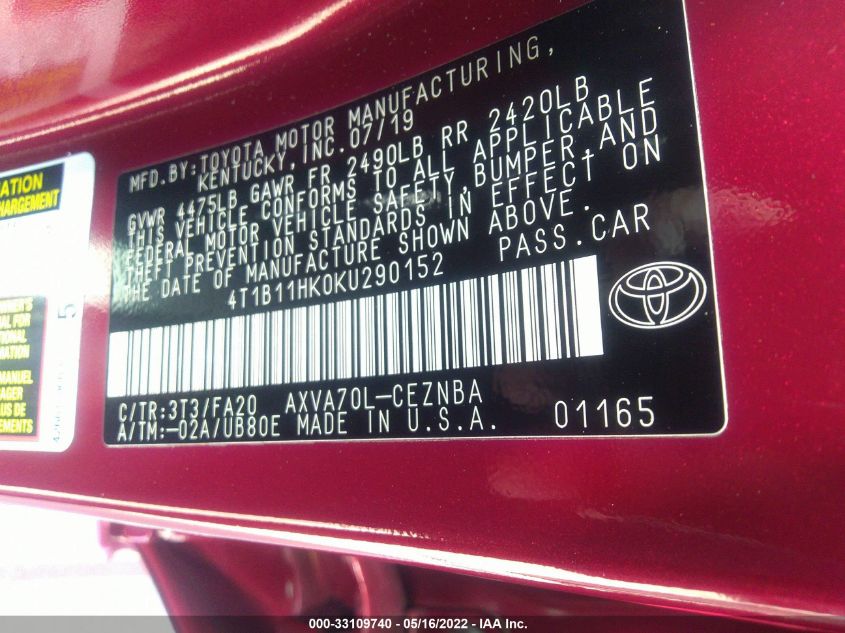 MFD.BY:TOYOTA MOTOR MANUFACTURING,
KENTUCKY,INC.07/19
GVWR 4475LB GAWR FR 2490LB RR 2420LB
THIS VEHICLE CONFORMS TO ALL APPLICABLE
FEDERAL MOTOR VEHICLE SAFETY,BUMPER,AND
THEFT PREVENTION STANDARDS IN EFFECT ON
THE DATE OF MANUFACTURE SHOWN ABOVE.
4T1B11HK0KU290152 PASS.CAR
C/TR:3T3/FA20 AXVA70L-CEZNBA
A/TM:-02A/UB80E MADE IN U.S.A. 01165
MANUEL
5
000-33109740 - 05/16/2022 - IAA Inc.